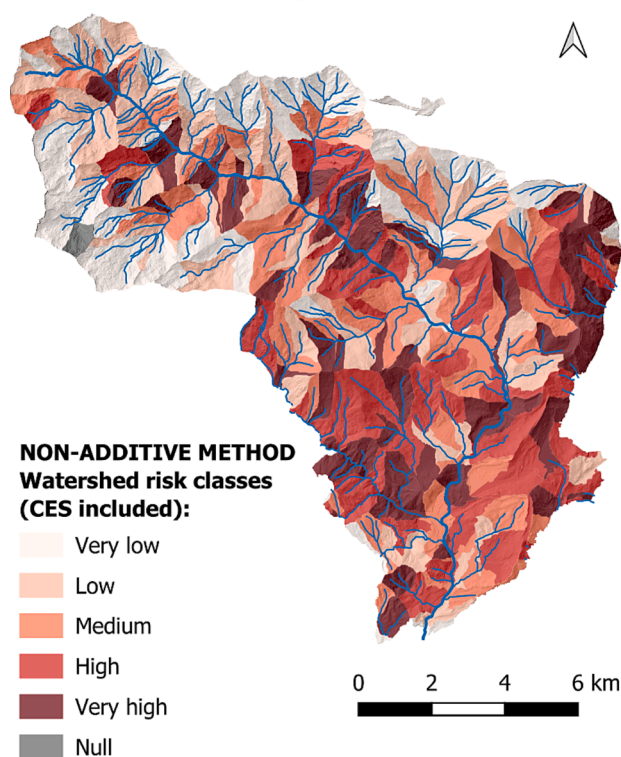 NON-ADDITIVE METHOD
Watershed risk classes
(CES included):
Very low
Low
Medium
High
Very high
Null
0 2 4 6 km